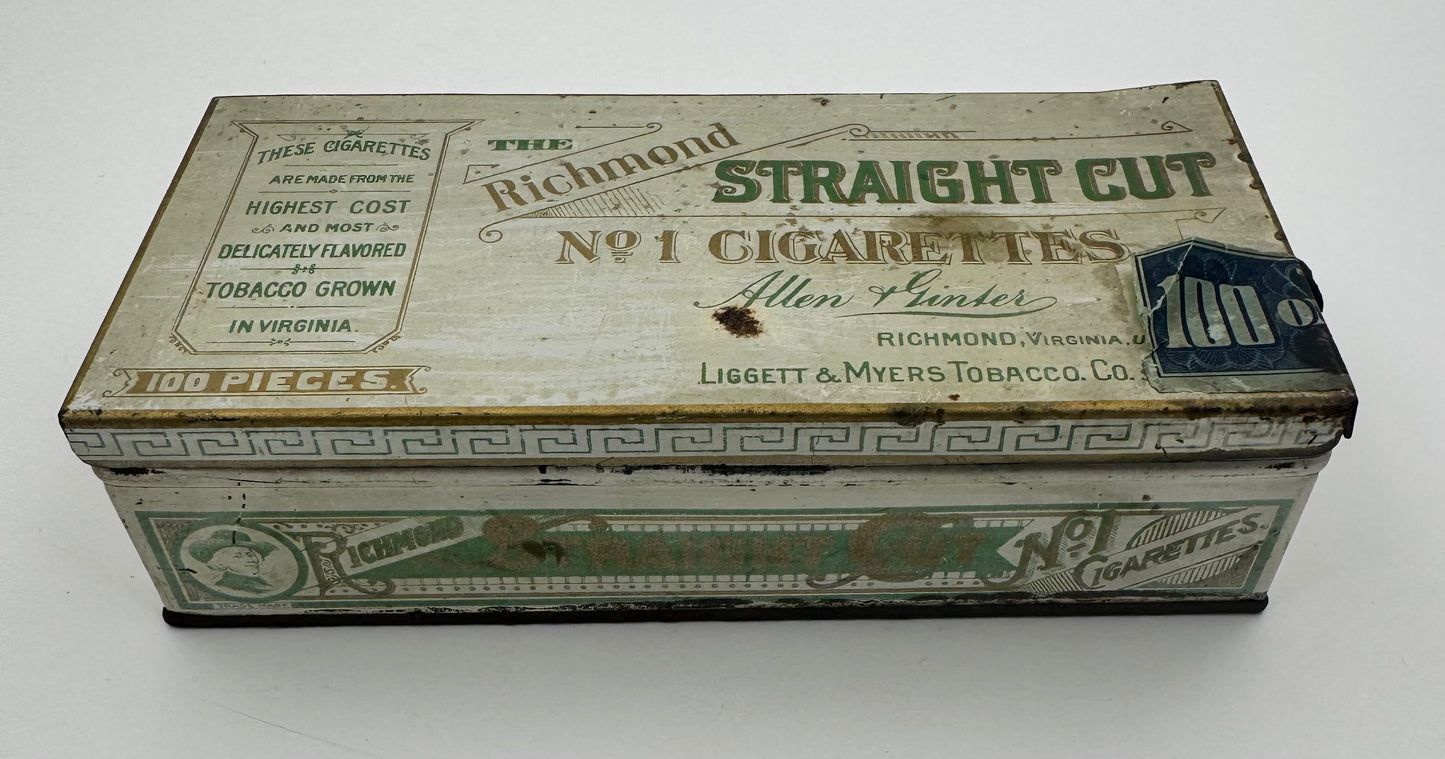 THESE CIGARETTES
ARE MADE FROM THE
HIGHEST COST
AND MOST
DELICATELY FLAVORED
TOBACCO GROWN
IN VIRGINIA.
100 PIECES.
THE
Richmond
STRAIGHT CUT
No 1 CIGARETTES
Allen & Ginter
RICHMOND, VIRGINIA, U
LIGGETT & MYERS TOBACCO. CO.
100
RICHMOND
STRAIGHT CUT
No 1
CIGARETTES.